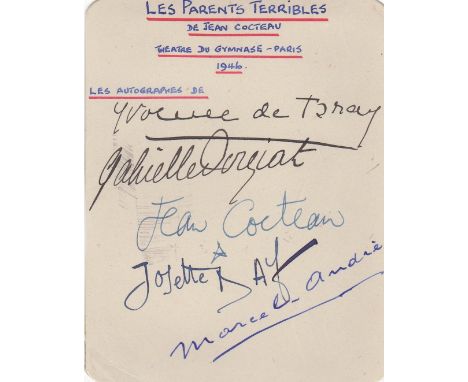 LES PARENTS TERRIBLES
DE JEAN COCTEAU
THEATRE DU GYMNASE - PARIS
1946.
LES AUTOGRAPHES DE
Yvonne de Bray
Gabrielle Dorziat
Jean Cocteau
Josette DAY
Marcel André